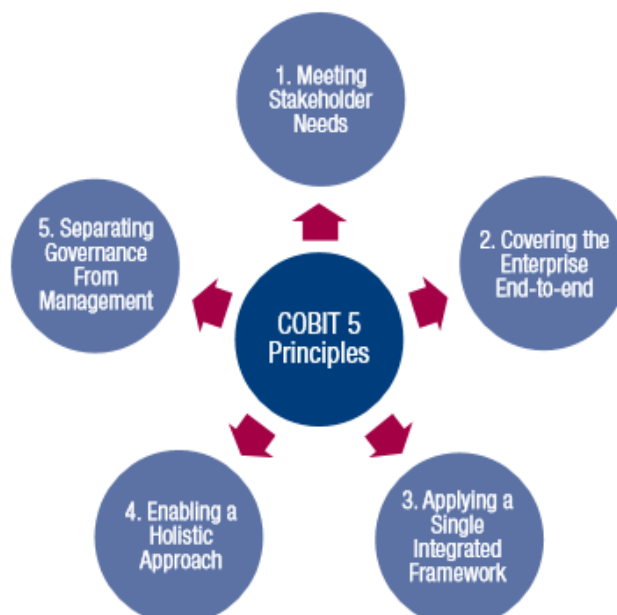 1. Meeting
Stakeholder
Needs
5. Separating
Governance
From
Management
2. Covering the
Enterprise
End-to-end
COBIT 5
Principles
4. Enabling a
Holistic
Approach
3. Applying a
Single
Integrated
Framework